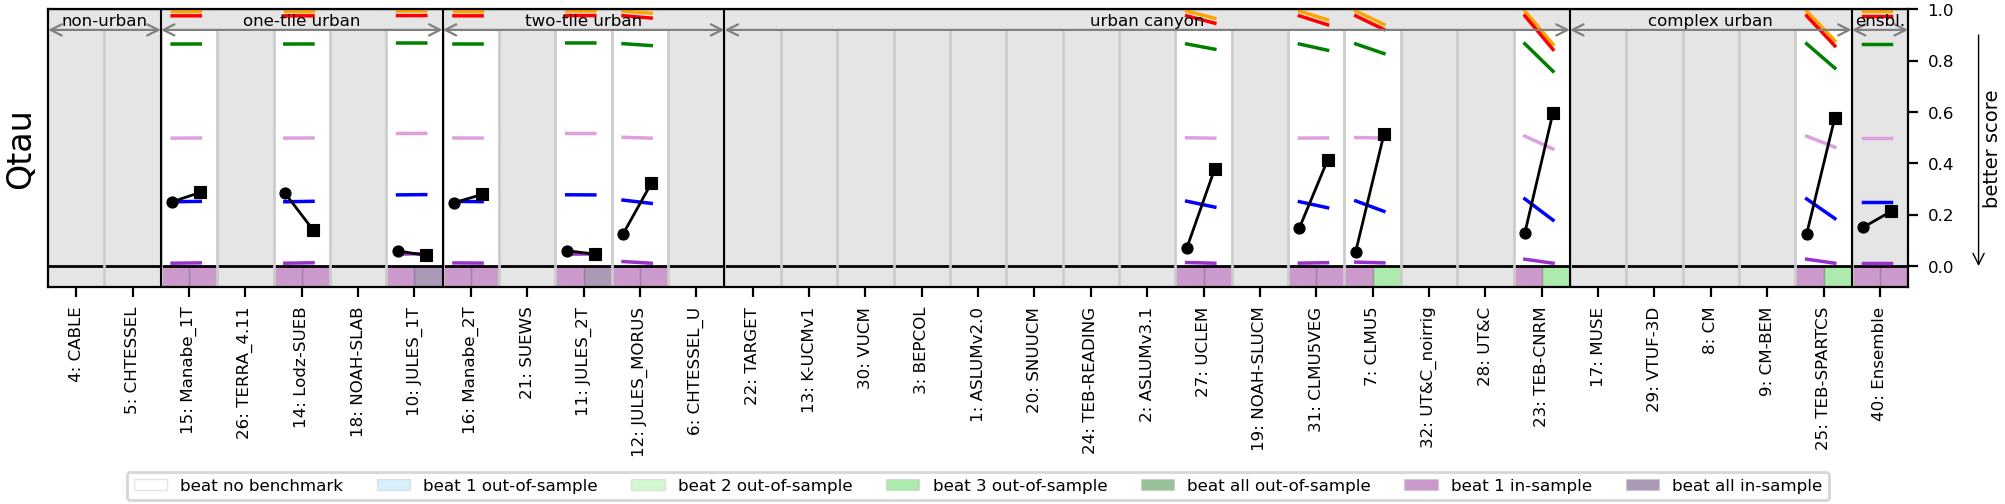 non-urban one-tile urban two-tile urban urban canyon complex urban ensbl.
Qtau
1.0
0.8
0.6
0.4
0.2
0.0
better score
4: CABLE
5: CHTESSEL
15: Manabe_1T
26: TERRA_4.11
14: Lodz-SUEB
18: NOAH-SLAB
10: JULES_1T
16: Manabe_2T
21: SUEWS
11: JULES_2T
12: JULES_MORUS
6: CHTESSEL_U
22: TARGET
13: K-UCMv1
30: VUCM
3: BEPCOL
1: ASLUMv2.0
20: SNUUCM
24: TEB-READING
2: ASLUMv3.1
27: UCLEM
19: NOAH-SLUCM
31: CLMU5VEG
7: CLMU5
32: UT&C_noirrig
28: UT&C
23: TEB-CNRM
17: MUSE
29: VTUF-3D
8: CM
9: CM-BEM
25: TEB-SPARTCS
40: Ensemble
beat no benchmark beat 1 out-of-sample beat 2 out-of-sample beat 3 out-of-sample beat all out-of-sample beat 1 in-sample beat all in-sample